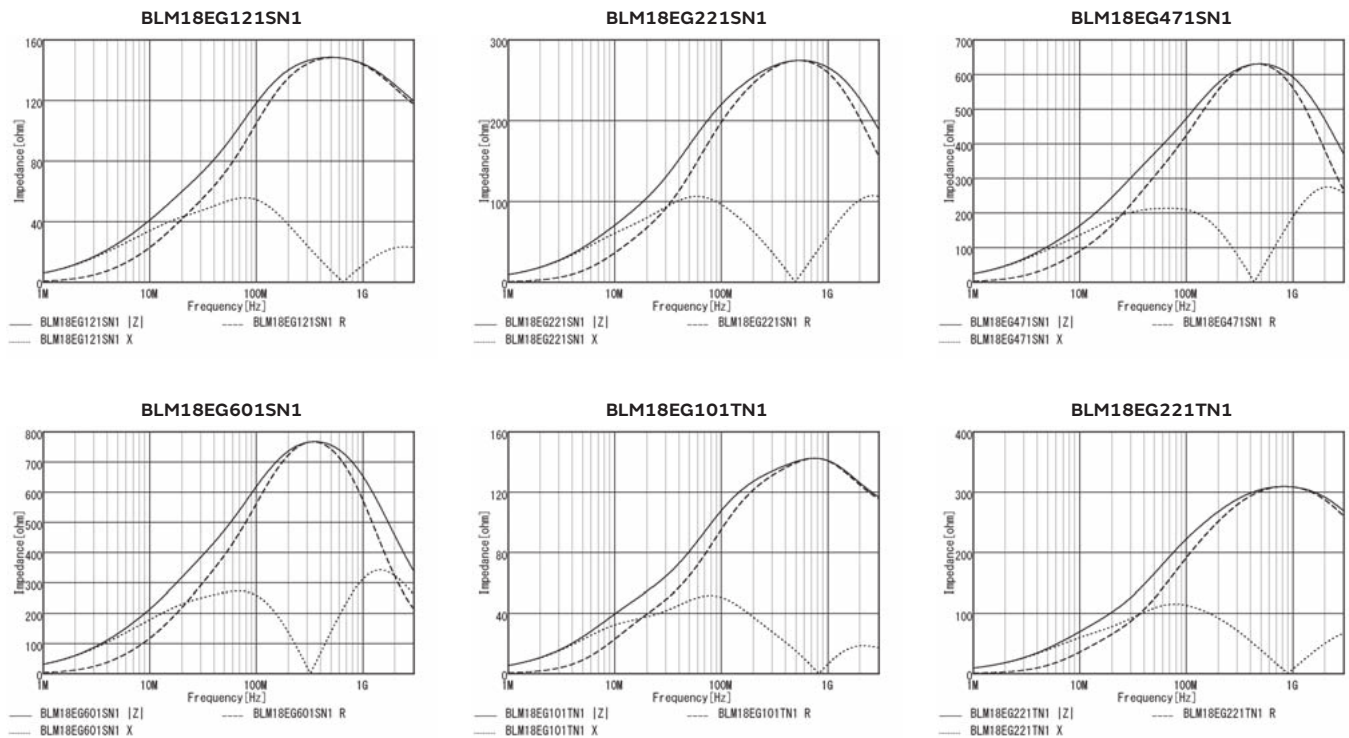 BLM18EG121SN1
160
120
80
40
0
Impedance[ohm]
1M 10M 100M 1G
Frequency[Hz]
BLM18EG121SN1 |Z| BLM18EG121SN1 R
BLM18EG121SN1 X
BLM18EG221SN1
300
200
100
0
Impedance[ohm]
1M 10M 100M 1G
Frequency[Hz]
BLM18EG221SN1 |Z| BLM18EG221SN1 R
BLM18EG221SN1 X
BLM18EG471SN1
700
600
500
400
300
200
100
0
Impedance[ohm]
1M 10M 100M 1G
Frequency[Hz]
BLM18EG471SN1 |Z| BLM18EG471SN1 R
BLM18EG471SN1 X
BLM18EG601SN1
800
700
600
500
400
300
200
100
0
Impedance[ohm]
1M 10M 100M 1G
Frequency[Hz]
BLM18EG601SN1 |Z| BLM18EG601SN1 R
BLM18EG601SN1 X
BLM18EG101TN1
160
120
80
40
0
Impedance[ohm]
1M 10M 100M 1G
Frequency[Hz]
BLM18EG101TN1 |Z| BLM18EG101TN1 R
BLM18EG101TN1 X
BLM18EG221TN1
400
300
200
100
0
Impedance[ohm]
1M 10M 100M 1G
Frequency[Hz]
BLM18EG221TN1 |Z| BLM18EG221TN1 R
BLM18EG221TN1 X